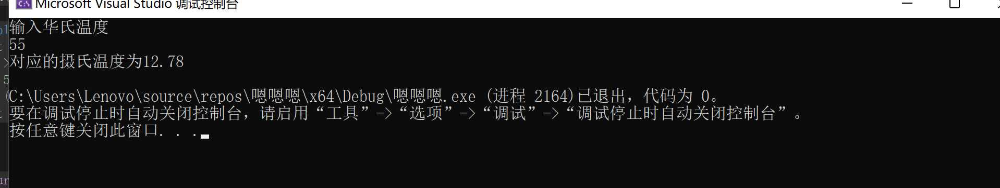 Microsoft Visual Studio 调试控制台
输入华氏温度
55
对应的摄氏温度为12.78
C:\Users\Lenovo\source\repos\嗯嗯嗯\x64\Debug\嗯嗯嗯.exe (进程 2164)已退出，代码为 0。
要在调试停止时自动关闭控制台，请启用“工具”->“选项”->“调试”->“调试停止时自动关闭控制台”。
按任意键关闭此窗口. . .